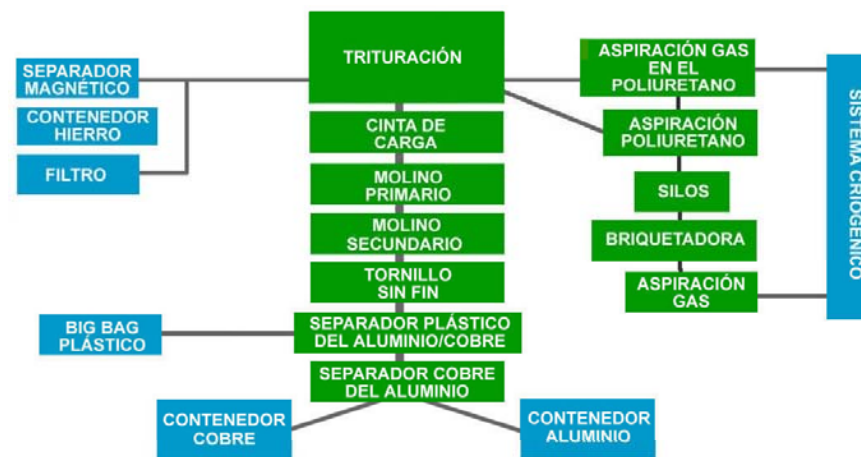 TRITURACIÓN
SEPARADOR
MAGNÉTICO
CONTENEDOR
HIERRO
FILTRO
CINTA DE
CARGA
MOLINO
PRIMARIO
MOLINO
SECUNDARIO
TORNILLO
SIN FIN
SEPARADOR PLÁSTICO
DEL ALUMINIO/COBRE
BIG BAG
PLÁSTICO
SEPARADOR COBRE
DEL ALUMINIO
CONTENEDOR
COBRE
CONTENEDOR
ALUMINIO
ASPIRACIÓN GAS
EN EL
POLIURETANO
ASPIRACIÓN
POLIURETANO
SILOS
BRIQUETADORA
ASPIRACIÓN
GAS
SISTEMA CRIOGÉNICO